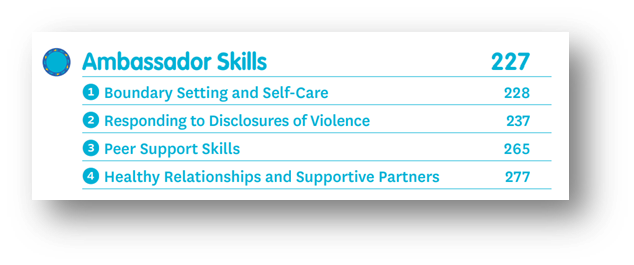 Ambassador Skills 227
1 Boundary Setting and Self-Care 228
2 Responding to Disclosures of Violence 237
3 Peer Support Skills 265
4 Healthy Relationships and Supportive Partners 277